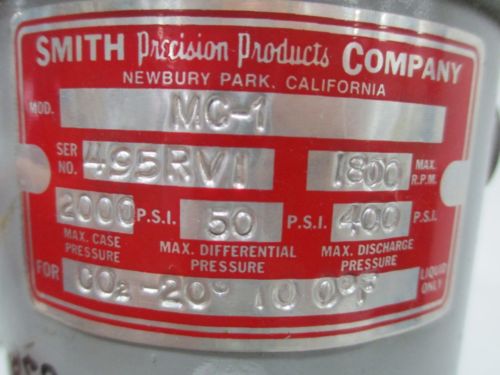 SMITH Precision Products COMPANY
NEWBURY PARK, CALIFORNIA
MOD. MC-1
SER NO. 495RV1 1800 MAX. R.P.M.
2000 P.S.I. 50 P.S.I. 400 P.S.I.
MAX. CASE PRESSURE MAX. DIFFERENTIAL PRESSURE MAX. DISCHARGE PRESSURE
FOR CO₂ -20° TO 0°F LIQUID ONLY